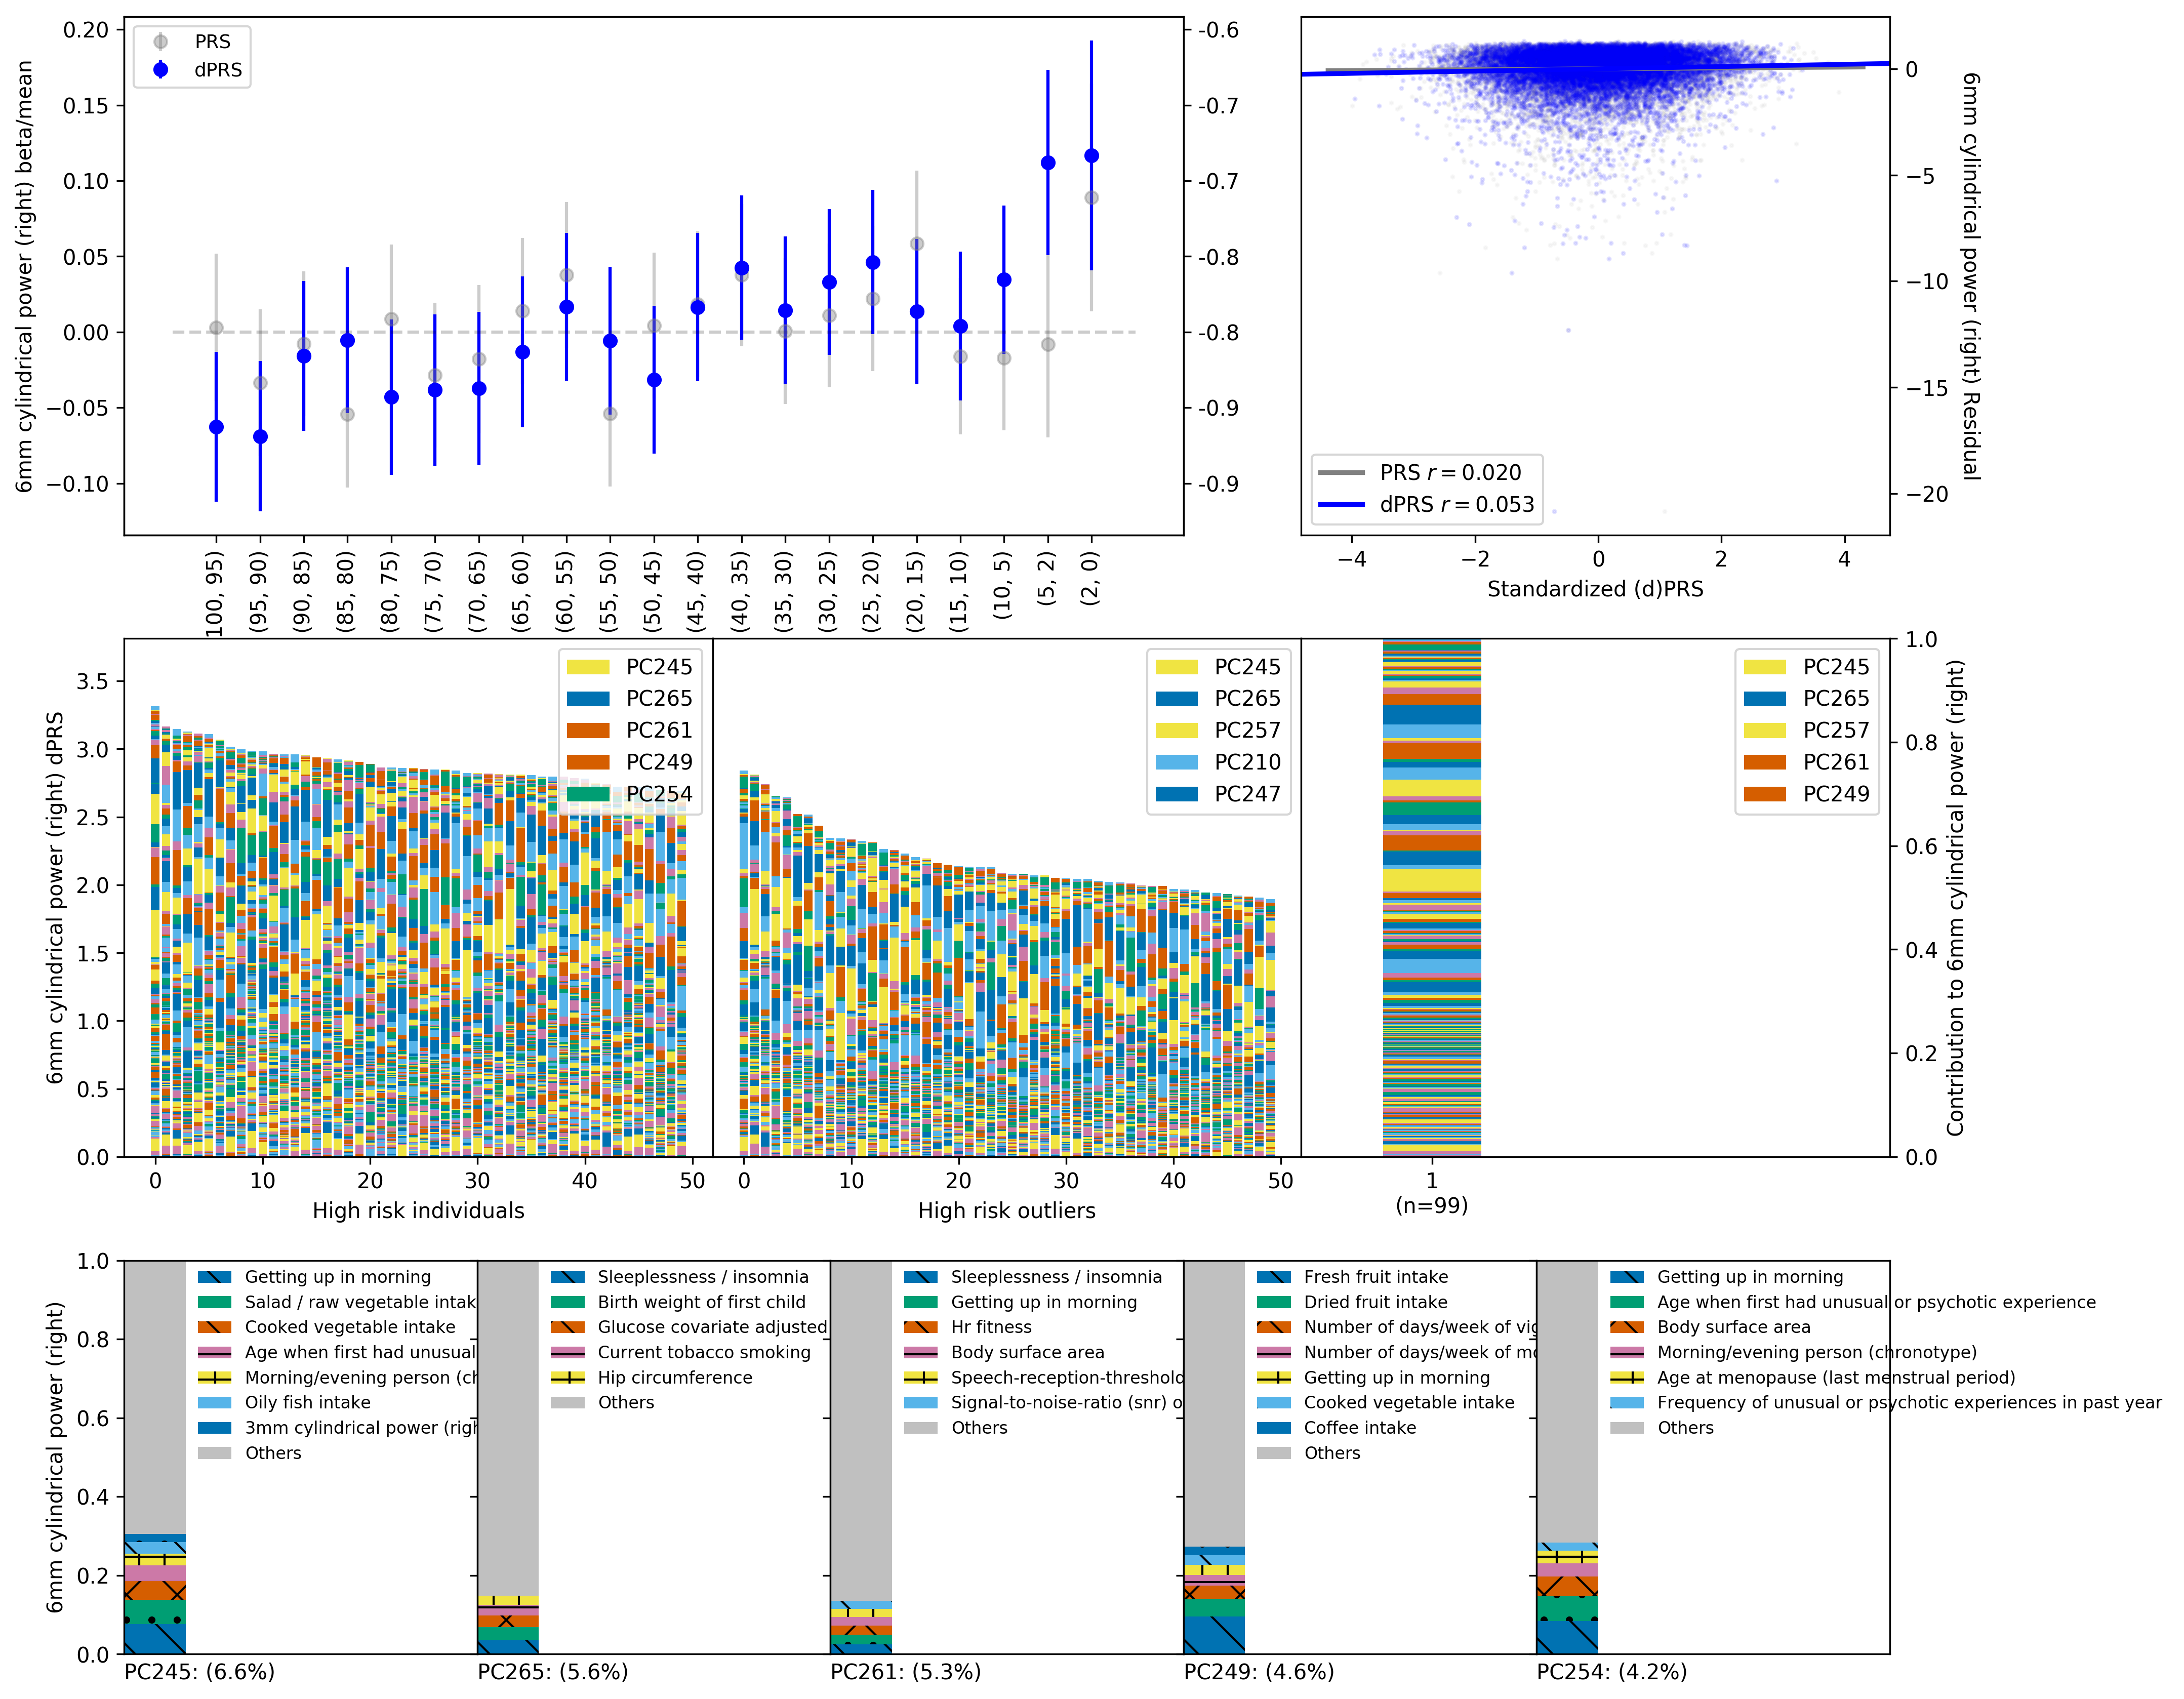 PRS
dPRS
6mm cylindrical power (right) beta/mean
0.20
0.15
0.10
0.05
0.00
−0.05
−0.10
-0.6
-0.7
-0.7
-0.8
-0.8
-0.9
-0.9
100, 95)
(95, 90)
(90, 85)
(85, 80)
(80, 75)
(75, 70)
(70, 65)
(65, 60)
(60, 55)
(55, 50)
(50, 45)
(45, 40)
(40, 35)
(35, 30)
(30, 25)
(25, 20)
(20, 15)
(15, 10)
(10, 5)
(5, 2)
(2, 0)
PRS r = 0.020
dPRS r = 0.053
0
−5
−10
−15
−20
6mm cylindrical power (right) Residual
−4 −2 0 2 4
Standardized (d)PRS
6mm cylindrical power (right) dPRS
3.5
3.0
2.5
2.0
1.5
1.0
0.5
0.0
PC245
PC265
PC261
PC249
PC254
0 10 20 30 40 50
High risk individuals
PC245
PC265
PC257
PC210
PC247
0 10 20 30 40 50
High risk outliers
PC245
PC265
PC257
PC261
PC249
1
(n=99)
1.0
0.8
0.6
0.4
0.2
0.0
Contribution to 6mm cylindrical power (right)
6mm cylindrical power (right)
1.0
0.8
0.6
0.4
0.2
0.0
Getting up in morning
Salad / raw vegetable intak
Cooked vegetable intake
Age when first had unusual
Morning/evening person (ch
Oily fish intake
3mm cylindrical power (righ
Others
PC245: (6.6%)
Sleeplessness / insomnia
Birth weight of first child
Glucose covariate adjusted
Current tobacco smoking
Hip circumference
Others
PC265: (5.6%)
Sleeplessness / insomnia
Getting up in morning
Hr fitness
Body surface area
Speech-reception-threshold
Signal-to-noise-ratio (snr) o
Others
PC261: (5.3%)
Fresh fruit intake
Dried fruit intake
Number of days/week of vig
Number of days/week of mo
Getting up in morning
Cooked vegetable intake
Coffee intake
Others
PC249: (4.6%)
Getting up in morning
Age when first had unusual or psychotic experience
Body surface area
Morning/evening person (chronotype)
Age at menopause (last menstrual period)
Frequency of unusual or psychotic experiences in past year
Others
PC254: (4.2%)